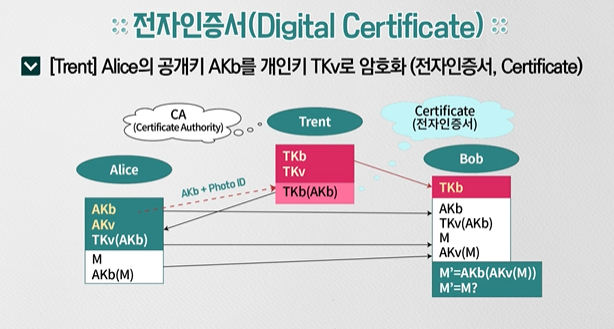 전자인증서(Digital Certificate)
[Trent] Alice의 공개키 AKb를 개인키 TKv로 암호화 (전자인증서, Certificate)
CA
(Certificate Authority)
Trent
Certificate
(전자인증서)
Alice
Bob
AKb + Photo ID
TKb
TKv
TKb(AKb)
AKb
AKv
TKv(AKb)
M
AKb(M)
TKb
AKb
TKv(AKb)
M
AKv(M)
M'=AKb(AKv(M))
M'=M?